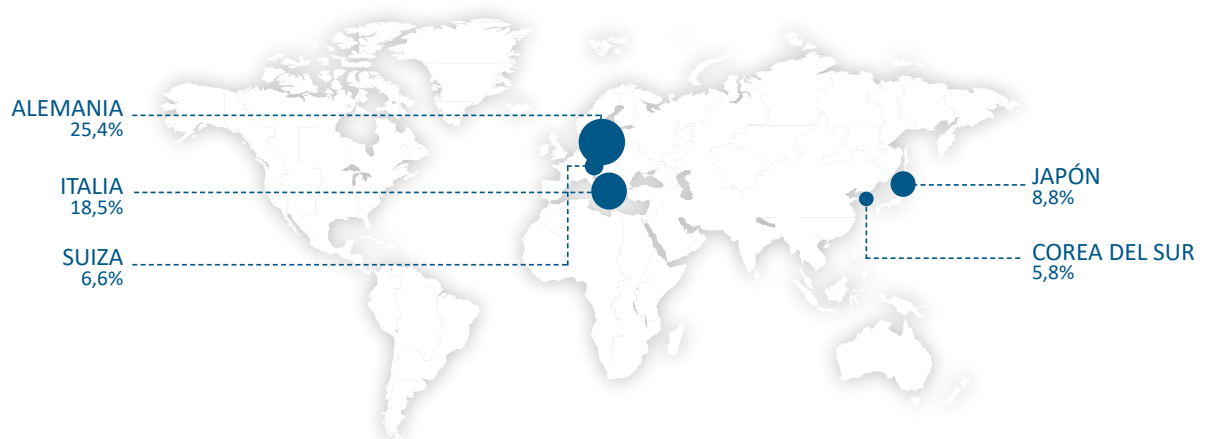 ALEMANIA
25,4%
ITALIA
18,5%
SUIZA
6,6%
JAPÓN
8,8%
COREA DEL SUR
5,8%